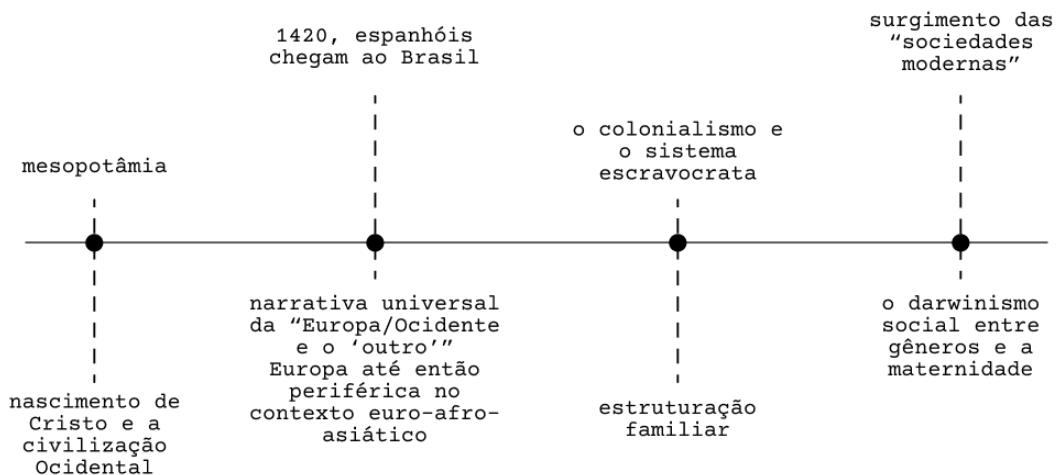 mesopotâmia
nascimento de
Cristo e a
civilização
Ocidental
1420, espanhóis
chegam ao Brasil
narrativa universal
da “Europa/Ocidente
e o ‘outro’”
Europa até então
periférica no
contexto euro-afro-
asiático
o colonialismo e
o sistema
escravocrata
estruturação
familiar
surgimento das
“sociedades
modernas”
o darwinismo
social entre
gêneros e a
maternidade